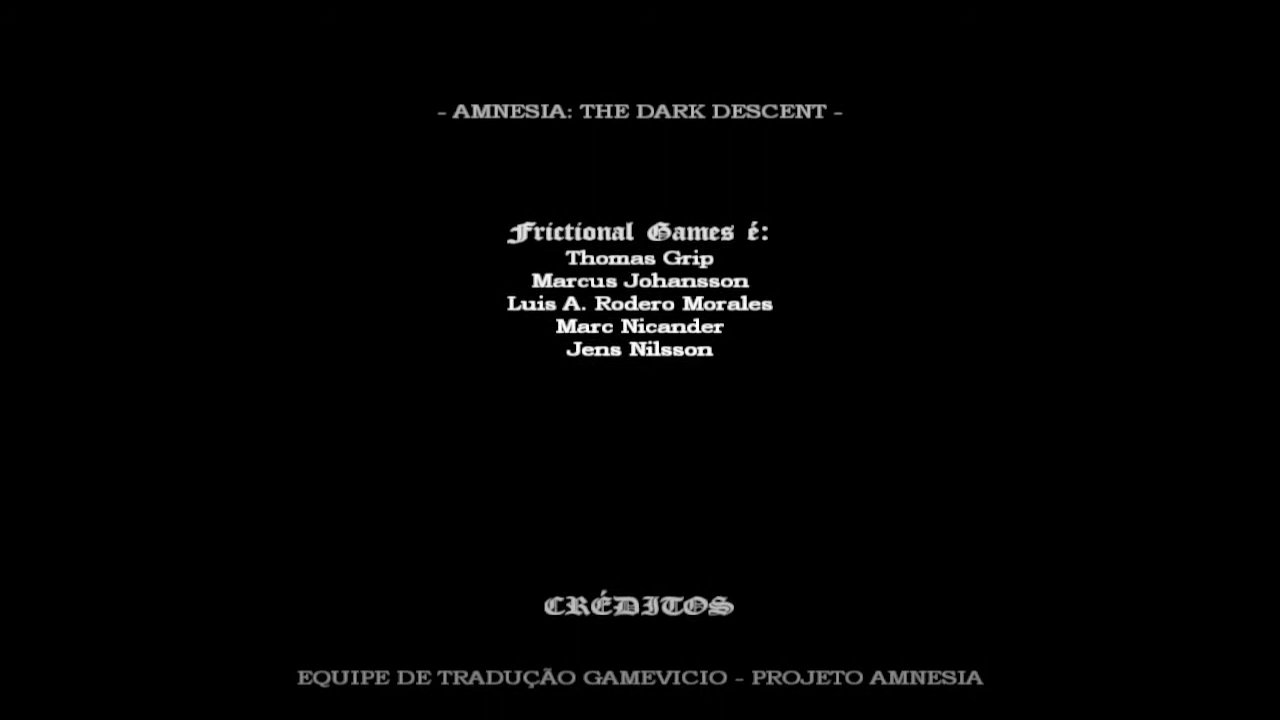 - AMNESIA: THE DARK DESCENT -
Frictional Games é:
Thomas Grip
Marcus Johansson
Luis A. Rodero Morales
Marc Nicander
Jens Nilsson
CRÉDITOS
EQUIPE DE TRADUÇÃO GAMEVICIO - PROJETO AMNESIA